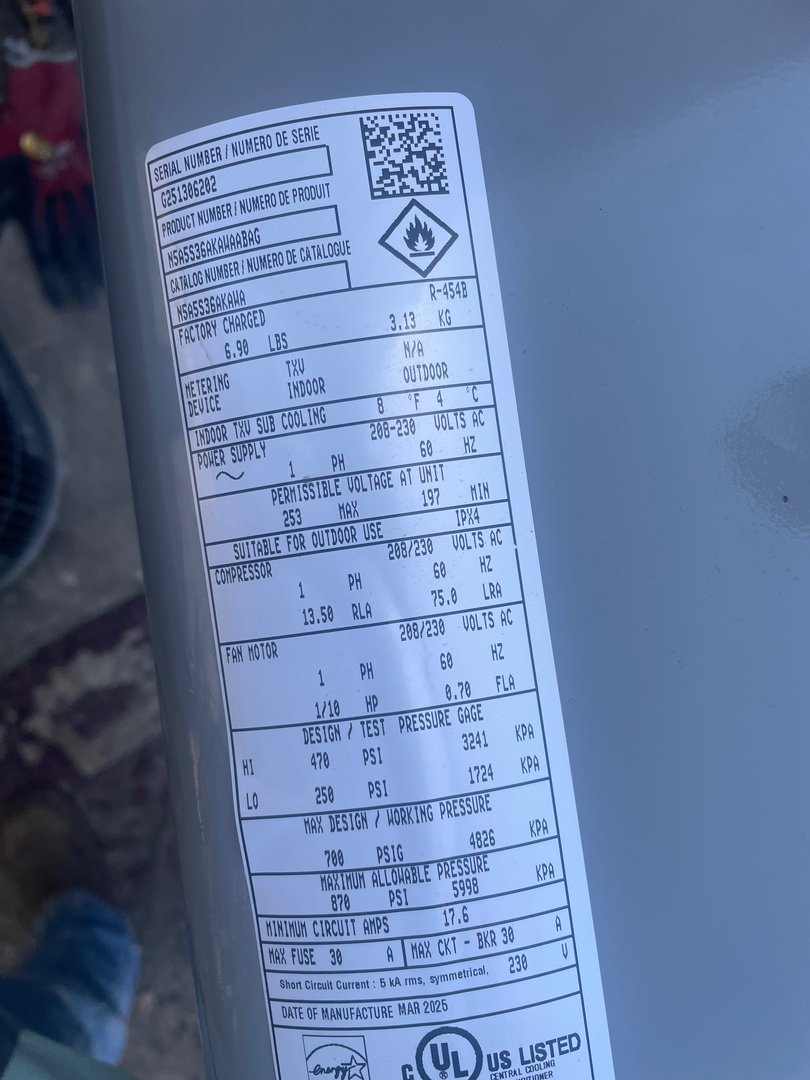 SERIAL NUMBER / NUMERO DE SERIE
G251306202
PRODUCT NUMBER / NUMERO DE PRODUIT
N5A5S36AKAWAABAG
CATALOG NUMBER / NUMERO DE CATALOGUE
N5A5S36AKAWA
R-454B
FACTORY CHARGED
6.90 LBS 3.13 KG
METERING DEVICE
TXV INDOOR
N/A OUTDOOR
INDOOR TXV SUB COOLING 8 °F 4 °C
POWER SUPPLY 208-230 VOLTS AC
~ 1 PH 60 HZ
PERMISSIBLE VOLTAGE AT UNIT
253 MAX 197 MIN
SUITABLE FOR OUTDOOR USE IPX4
COMPRESSOR 208/230 VOLTS AC
1 PH 60 HZ
13.50 RLA 75.0 LRA
FAN MOTOR 208/230 VOLTS AC
1 PH 60 HZ
1/10 HP 0.70 FLA
DESIGN / TEST PRESSURE GAGE
HI 470 PSI 3241 KPA
LO 250 PSI 1724 KPA
MAX DESIGN / WORKING PRESSURE
700 PSIG 4826 KPA
MAXIMUM ALLOWABLE PRESSURE
870 PSI 5998 KPA
MINIMUM CIRCUIT AMPS 17.6
MAX FUSE 30 A MAX CKT - BKR 30 A
Short Circuit Current : 5 kA rms, symmetrical, 230 V
DATE OF MANUFACTURE MAR 2025
energy
C UL ® US LISTED
CENTRAL COOLING